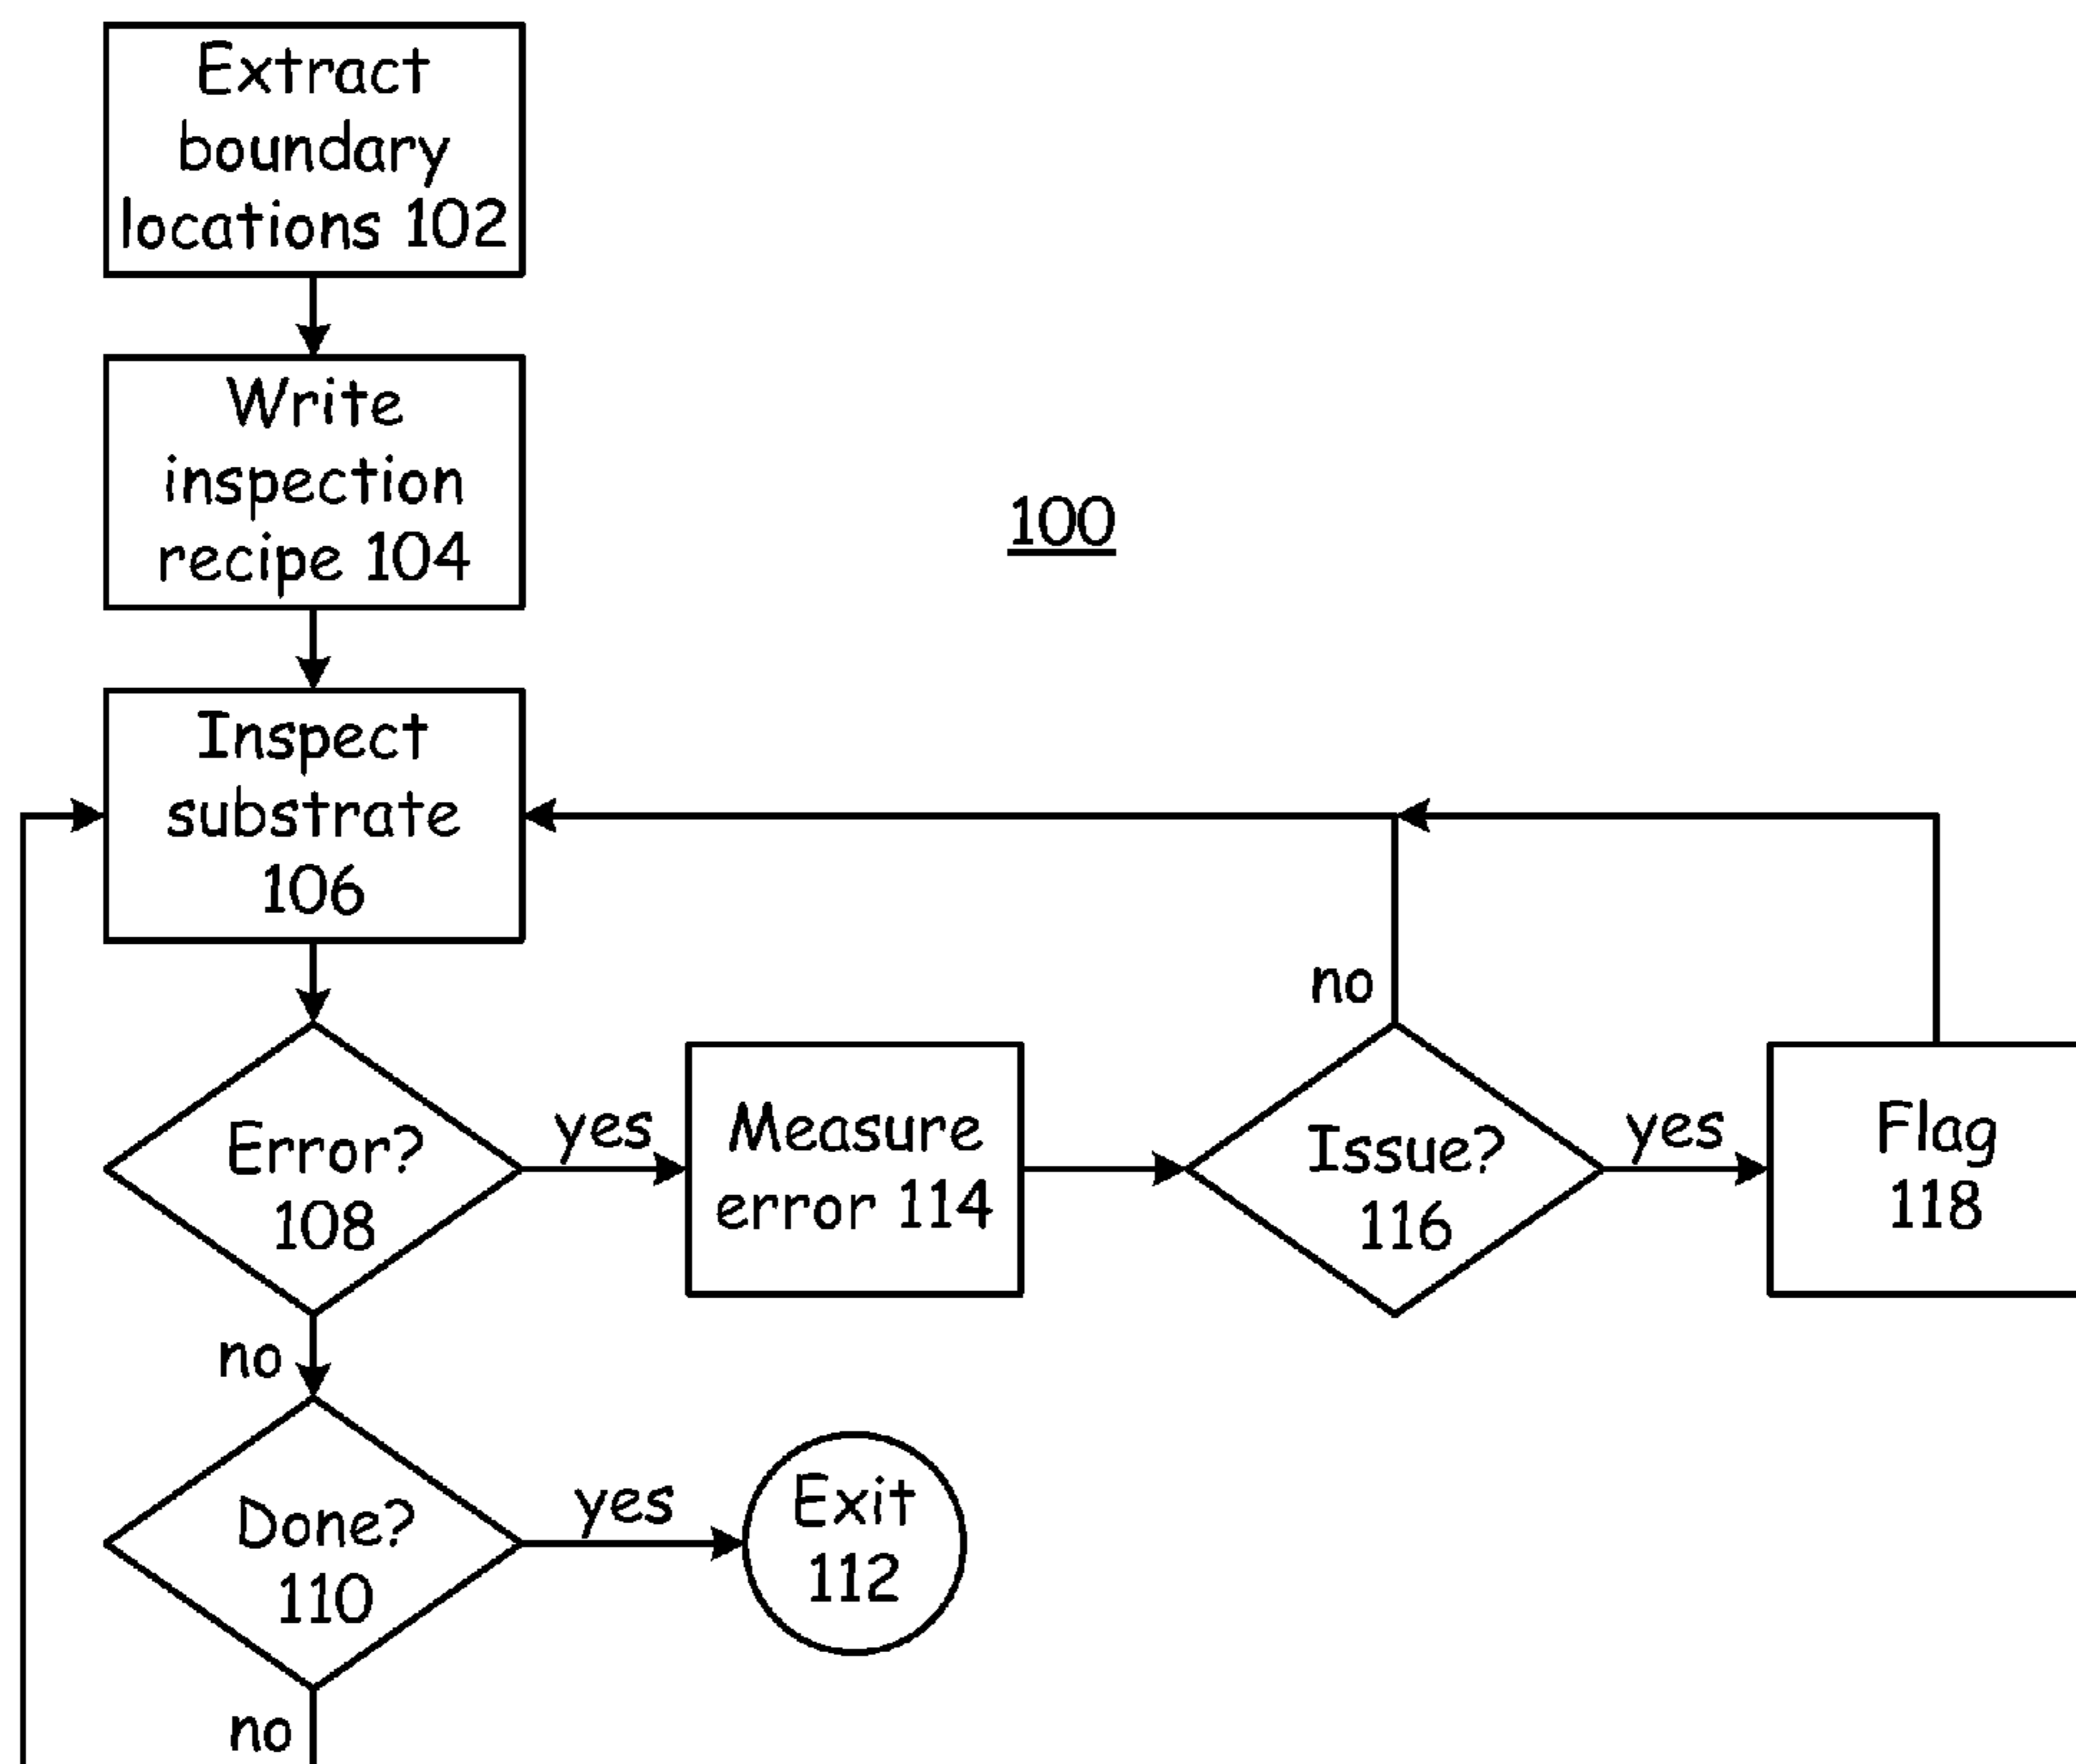 Extract
boundary
locations 102
Write
inspection
recipe 104
100
Inspect
substrate
106
no
Error?
108
yes
Measure
error 114
Issue?
116
yes
Flag
118
no
Done?
110
yes
Exit
112
no